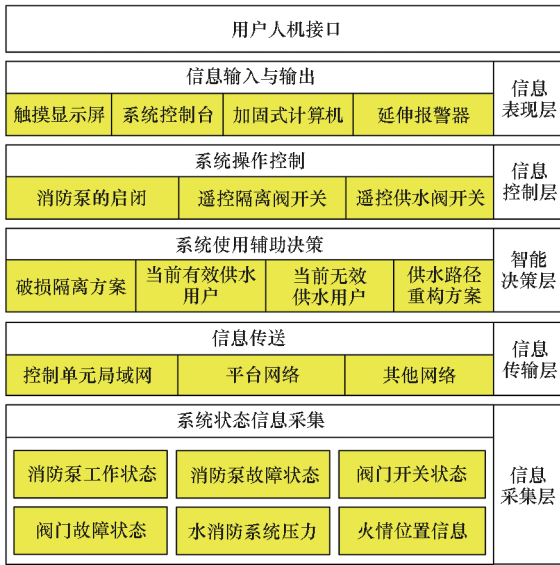 用户人机接口
信息输入与输出
触摸显示屏
系统控制台
加固式计算机
延伸报警器
信息
表现层
系统操作控制
消防泵的启闭
遥控隔离阀开关
遥控供水阀开关
信息
控制层
系统使用辅助决策
破损隔离方案
当前有效供水
用户
当前无效
供水用户
供水路径
重构方案
智能
决策层
信息传送
控制单元局域网
平台网络
其他网络
信息
传输层
系统状态信息采集
消防泵工作状态
消防泵故障状态
阀门开关状态
阀门故障状态
水消防系统压力
火情位置信息
信息
采集层